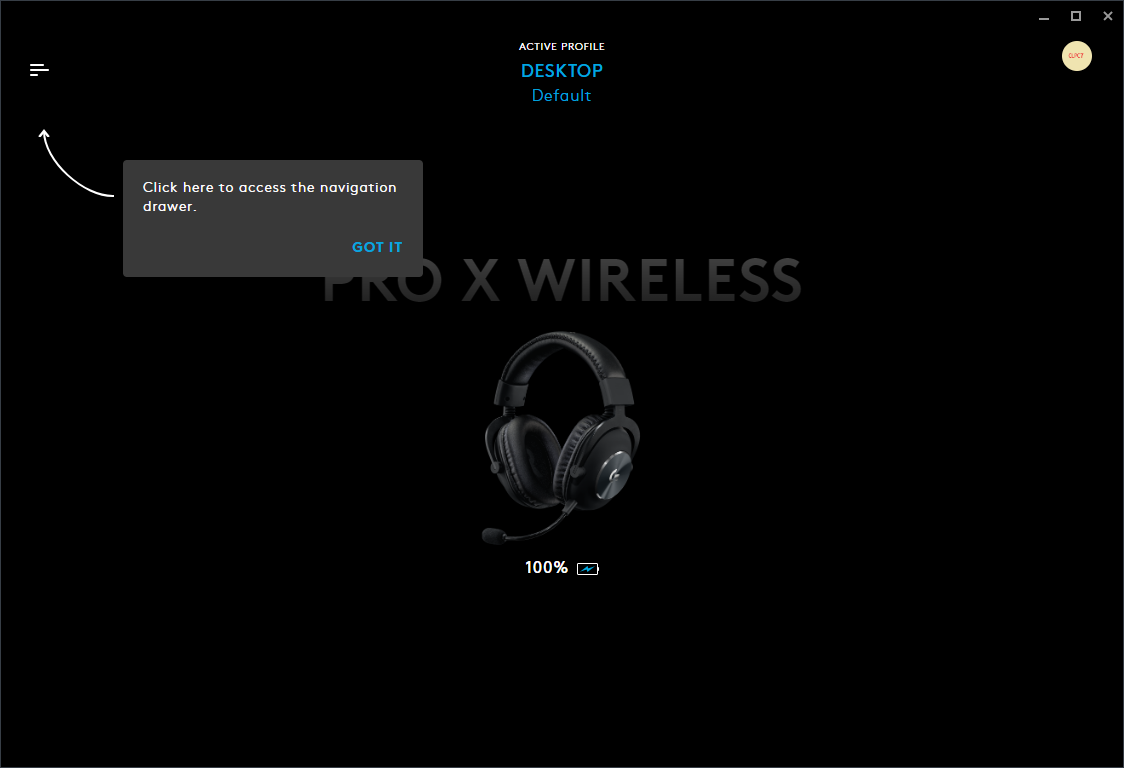 ACTIVE PROFILE
DESKTOP
Default
Click here to access the navigation
drawer.
GOT IT
PRO X WIRELESS
100%